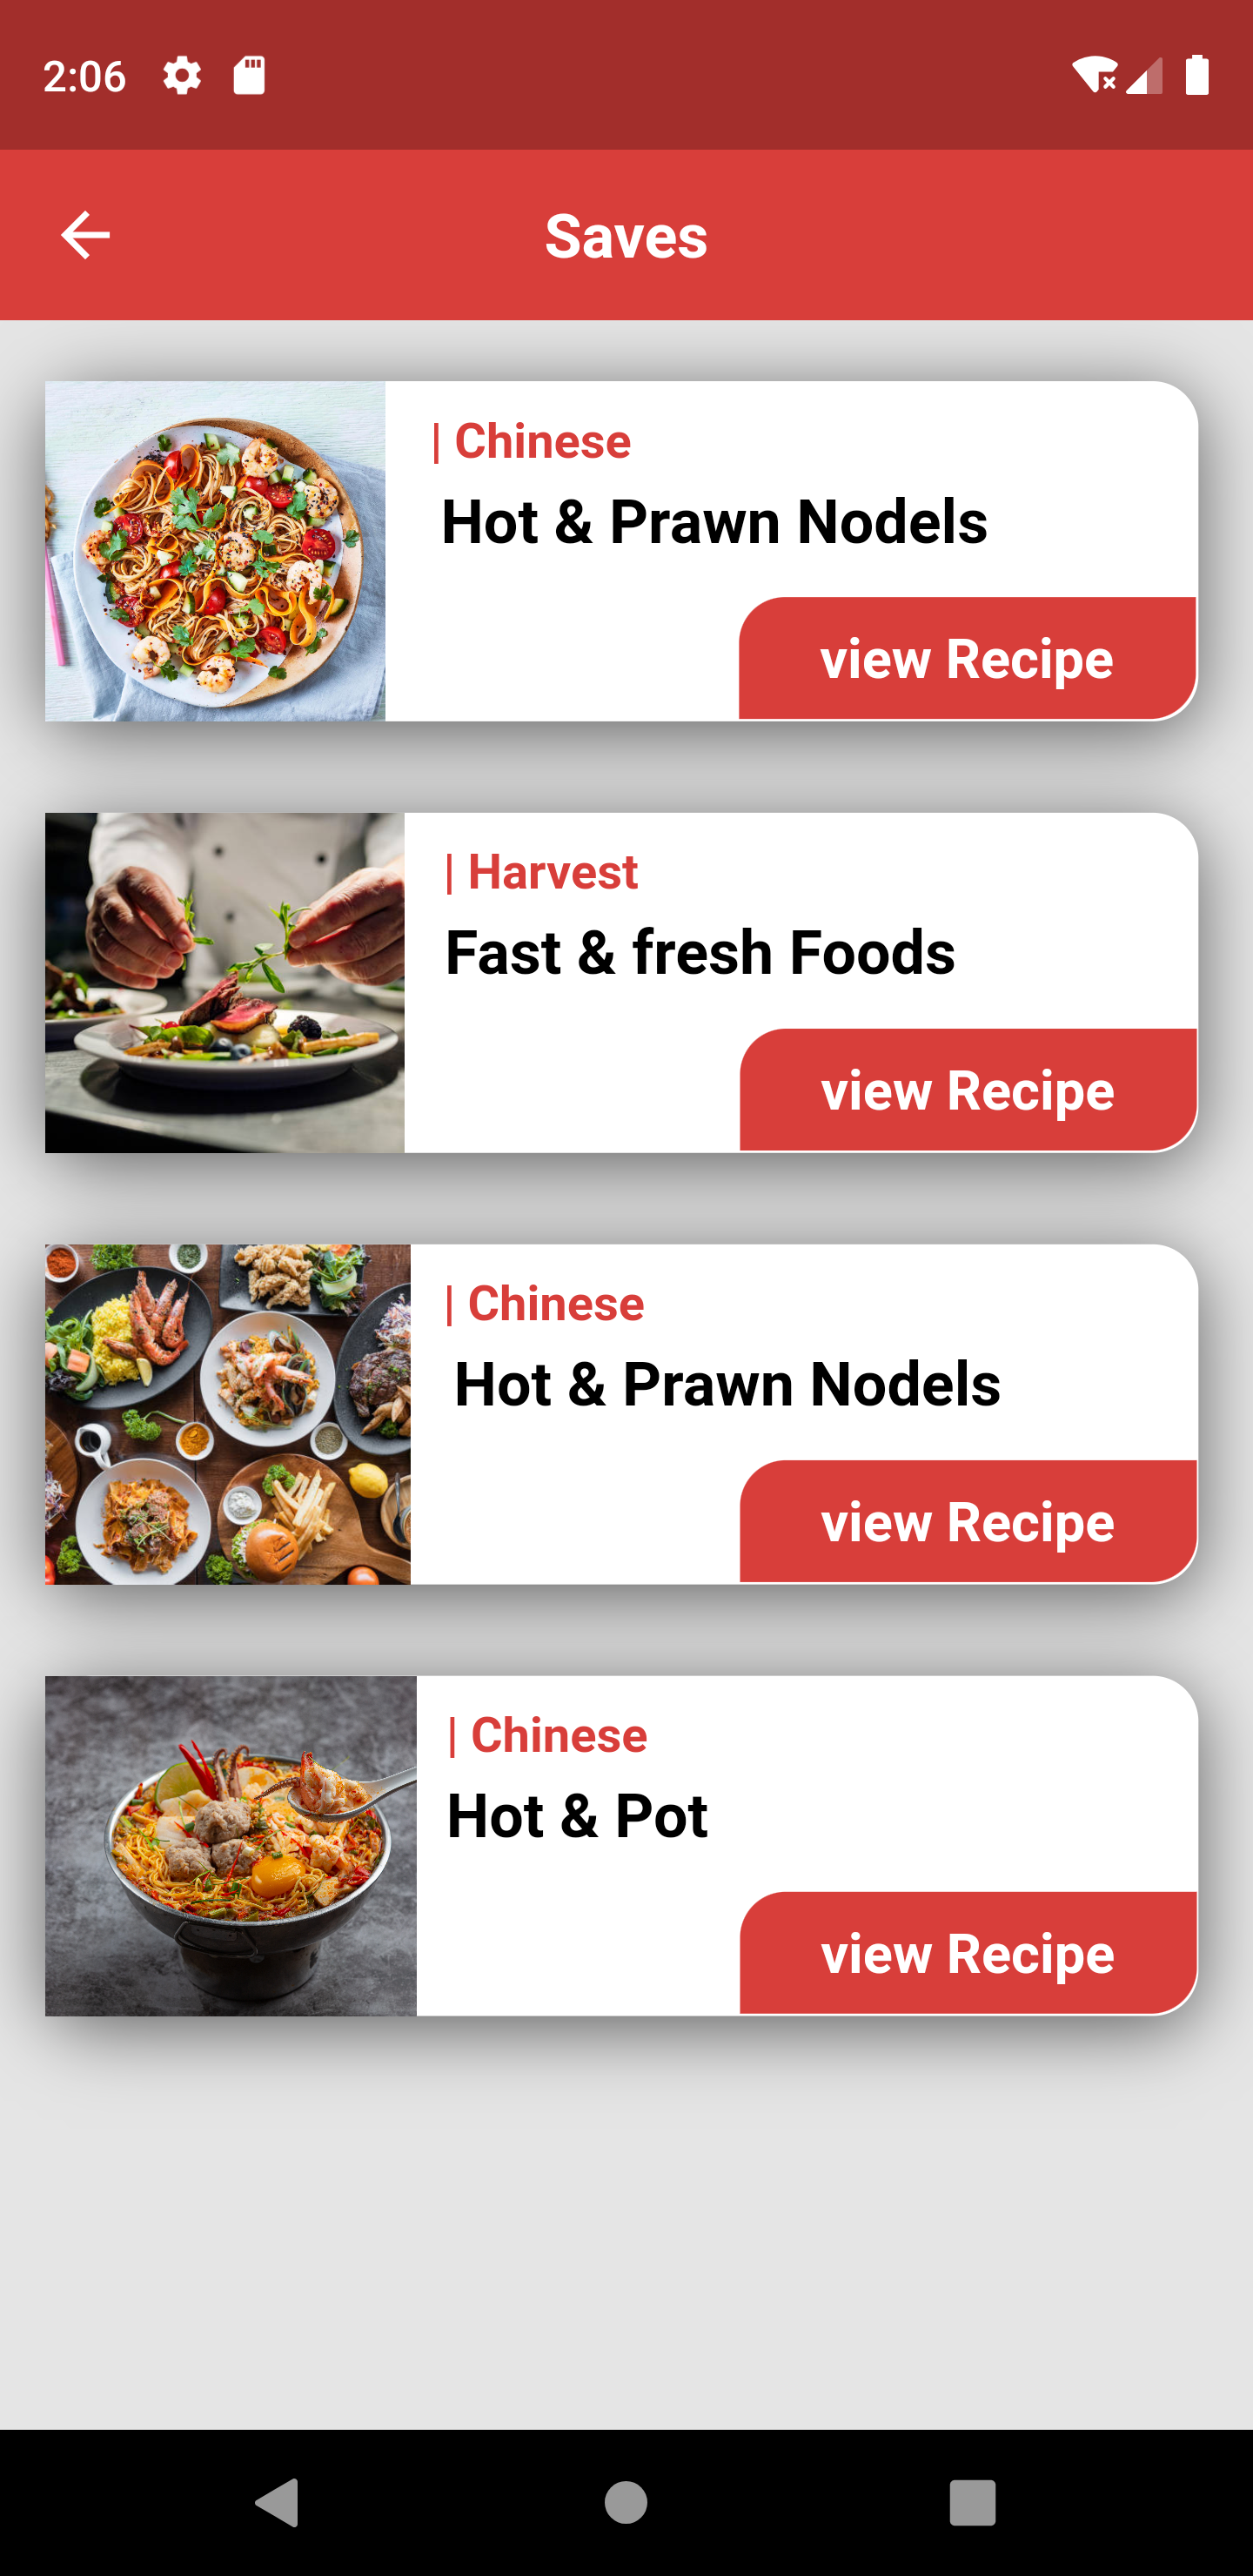 2:06
Saves
| Chinese
Hot & Prawn Nodels
view Recipe
| Harvest
Fast & fresh Foods
view Recipe
| Chinese
Hot & Prawn Nodels
view Recipe
| Chinese
Hot & Pot
view Recipe